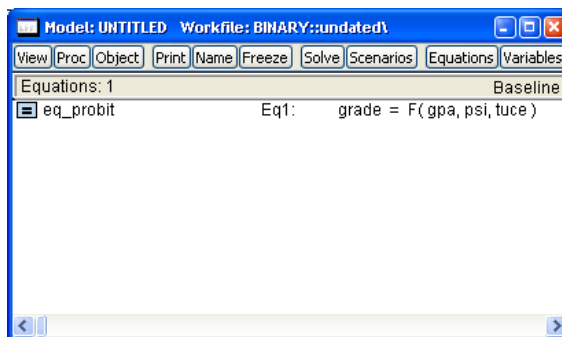 Model: UNTITLED Workfile: BINARY::undated\
View Proc Object Print Name Freeze Solve Scenarios Equations Variables
Equations: 1 Baseline
eq_probit Eq1: grade = F( gpa, psi, tuce )